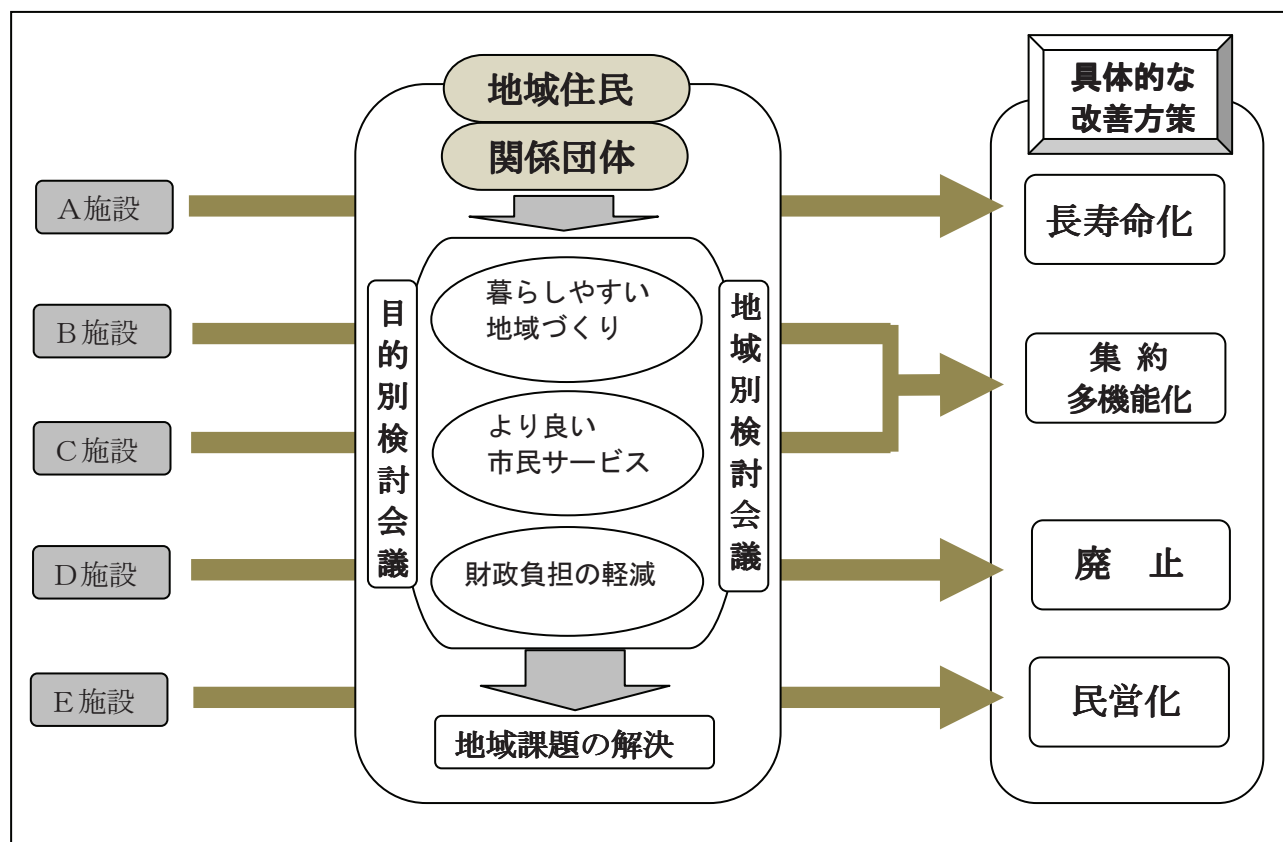 地域住民
関係団体
A施設
B施設
C施設
D施設
E施設
目的別検討会議
暮らしやすい
地域づくり
より良い
市民サービス
財政負担の軽減
地域別検討会議
地域課題の解決
具体的な
改善方策
長寿命化
集 約
多機能化
廃 止
民営化